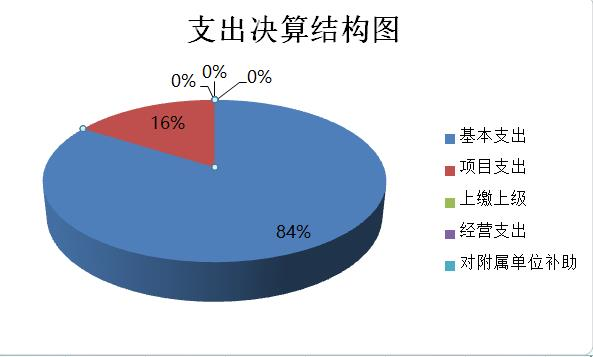 支出决算结构图
0%
0%
0%
16%
84%
基本支出
项目支出
上缴上级
经营支出
对附属单位补助